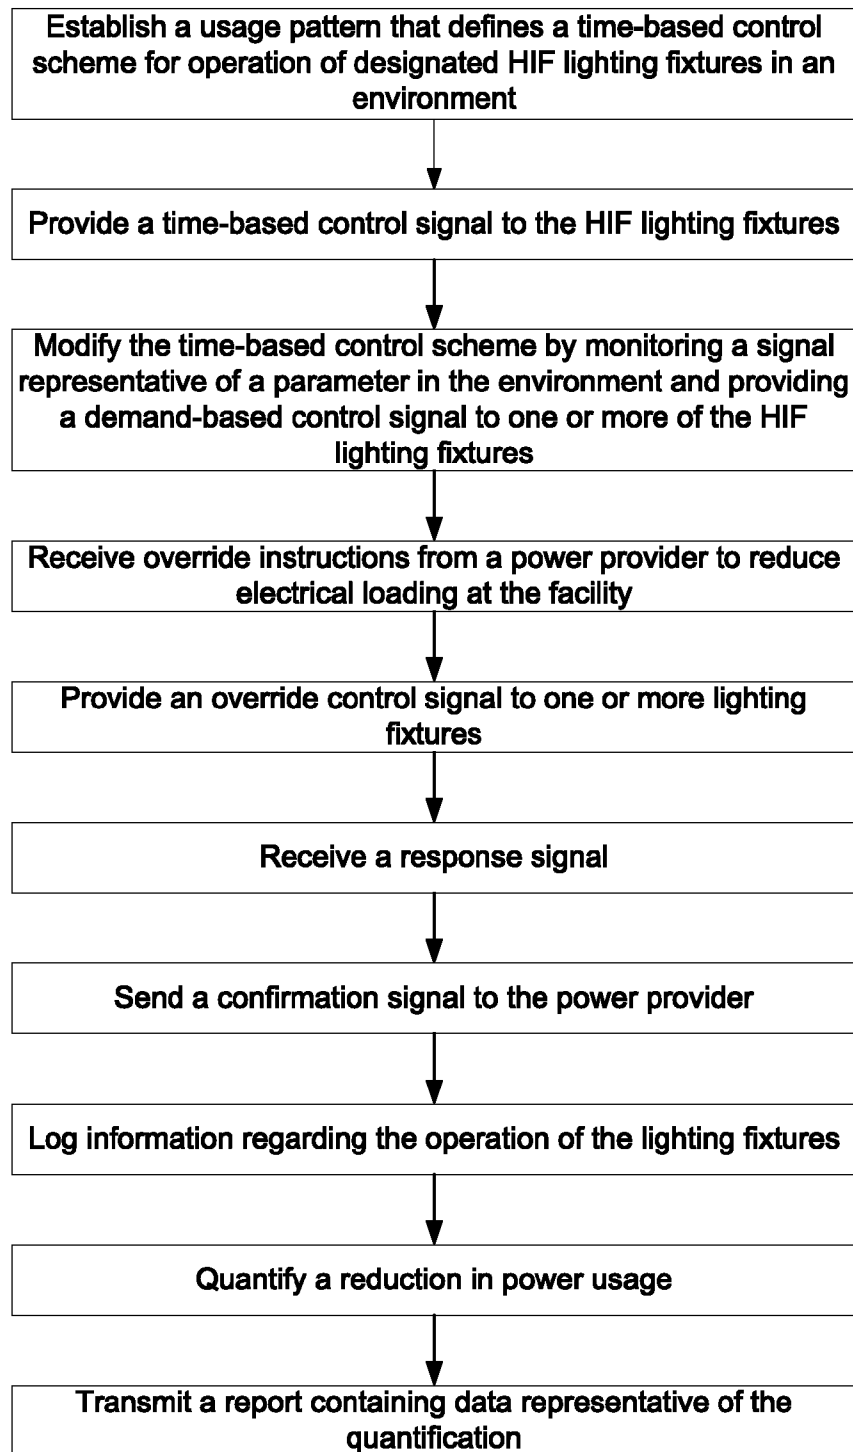 Establish a usage pattern that defines a time-based control
scheme for operation of designated HIF lighting fixtures in an
environment
Provide a time-based control signal to the HIF lighting fixtures
Modify the time-based control scheme by monitoring a signal
representative of a parameter in the environment and providing
a demand-based control signal to one or more of the HIF
lighting fixtures
Receive override instructions from a power provider to reduce
electrical loading at the facility
Provide an override control signal to one or more lighting
fixtures
Receive a response signal
Send a confirmation signal to the power provider
Log information regarding the operation of the lighting fixtures
Quantify a reduction in power usage
Transmit a report containing data representative of the
quantification